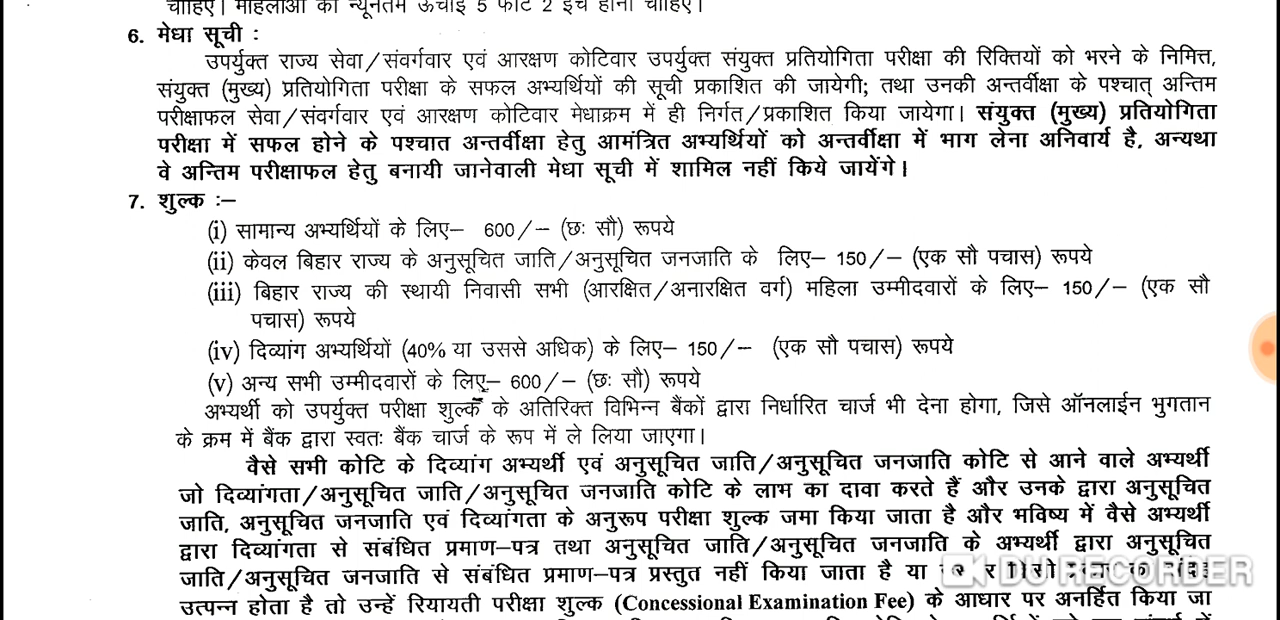 चाहिए। महिलाओं की न्यूनतम ऊँचाई 5 फीट 2 इंच होनी चाहिए।
6. मेधा सूची :
उपर्युक्त राज्य सेवा/संवर्गवार एवं आरक्षण कोटिवार उपर्युक्त संयुक्त प्रतियोगिता परीक्षा की रिक्तियों को भरने के निमित्त,
संयुक्त (मुख्य) प्रतियोगिता परीक्षा के सफल अभ्यर्थियों की सूची प्रकाशित की जायेगी; तथा उनकी अन्तर्वीक्षा के पश्चात् अन्तिम
परीक्षाफल सेवा/संवर्गवार एवं आरक्षण कोटिवार मेधाक्रम में ही निर्गत/प्रकाशित किया जायेगा। संयुक्त (मुख्य) प्रतियोगिता
परीक्षा में सफल होने के पश्चात अन्तर्वीक्षा हेतु आमंत्रित अभ्यर्थियों को अन्तर्वीक्षा में भाग लेना अनिवार्य है, अन्यथा
वे अन्तिम परीक्षाफल हेतु बनायी जानेवाली मेधा सूची में शामिल नहीं किये जायेंगे।
7. शुल्क :–
(i) सामान्य अभ्यर्थियों के लिए– 600/– (छः सौ) रूपये
(ii) केवल बिहार राज्य के अनुसूचित जाति/अनुसूचित जनजाति के लिए– 150/– (एक सौ पचास) रूपये
(iii) बिहार राज्य की स्थायी निवासी सभी (आरक्षित/अनारक्षित वर्ग) महिला उम्मीदवारों के लिए– 150/– (एक सौ
पचास) रूपये
(iv) दिव्यांग अभ्यर्थियों (40% या उससे अधिक) के लिए– 150/– (एक सौ पचास) रूपये
(v) अन्य सभी उम्मीदवारों के लिए– 600/– (छः सौ) रूपये
अभ्यर्थी को उपर्युक्त परीक्षा शुल्क के अतिरिक्त विभिन्न बैंकों द्वारा निर्धारित चार्ज भी देना होगा, जिसे ऑनलाईन भुगतान
के क्रम में बैंक द्वारा स्वतः बैंक चार्ज के रूप में ले लिया जाएगा।
वैसे सभी कोटि के दिव्यांग अभ्यर्थी एवं अनुसूचित जाति/अनुसूचित जनजाति कोटि से आने वाले अभ्यर्थी
जो दिव्यांगता/अनुसूचित जाति/अनुसूचित जनजाति कोटि के लाभ का दावा करते हैं और उनके द्वारा अनुसूचित
जाति, अनुसूचित जनजाति एवं दिव्यांगता के अनुरूप परीक्षा शुल्क जमा किया जाता है और भविष्य में वैसे अभ्यर्थी
द्वारा दिव्यांगता से संबंधित प्रमाण–पत्र तथा अनुसूचित जाति/अनुसूचित जनजाति के अभ्यर्थी द्वारा अनुसूचित
जाति/अनुसूचित जनजाति से संबंधित प्रमाण–पत्र प्रस्तुत नहीं किया जाता है या
DU RECORDER
उत्पन्न होता है तो उन्हें रियायती परीक्षा शुल्क (Concessional Examination Fee) के आधार पर अनर्हित किया जा